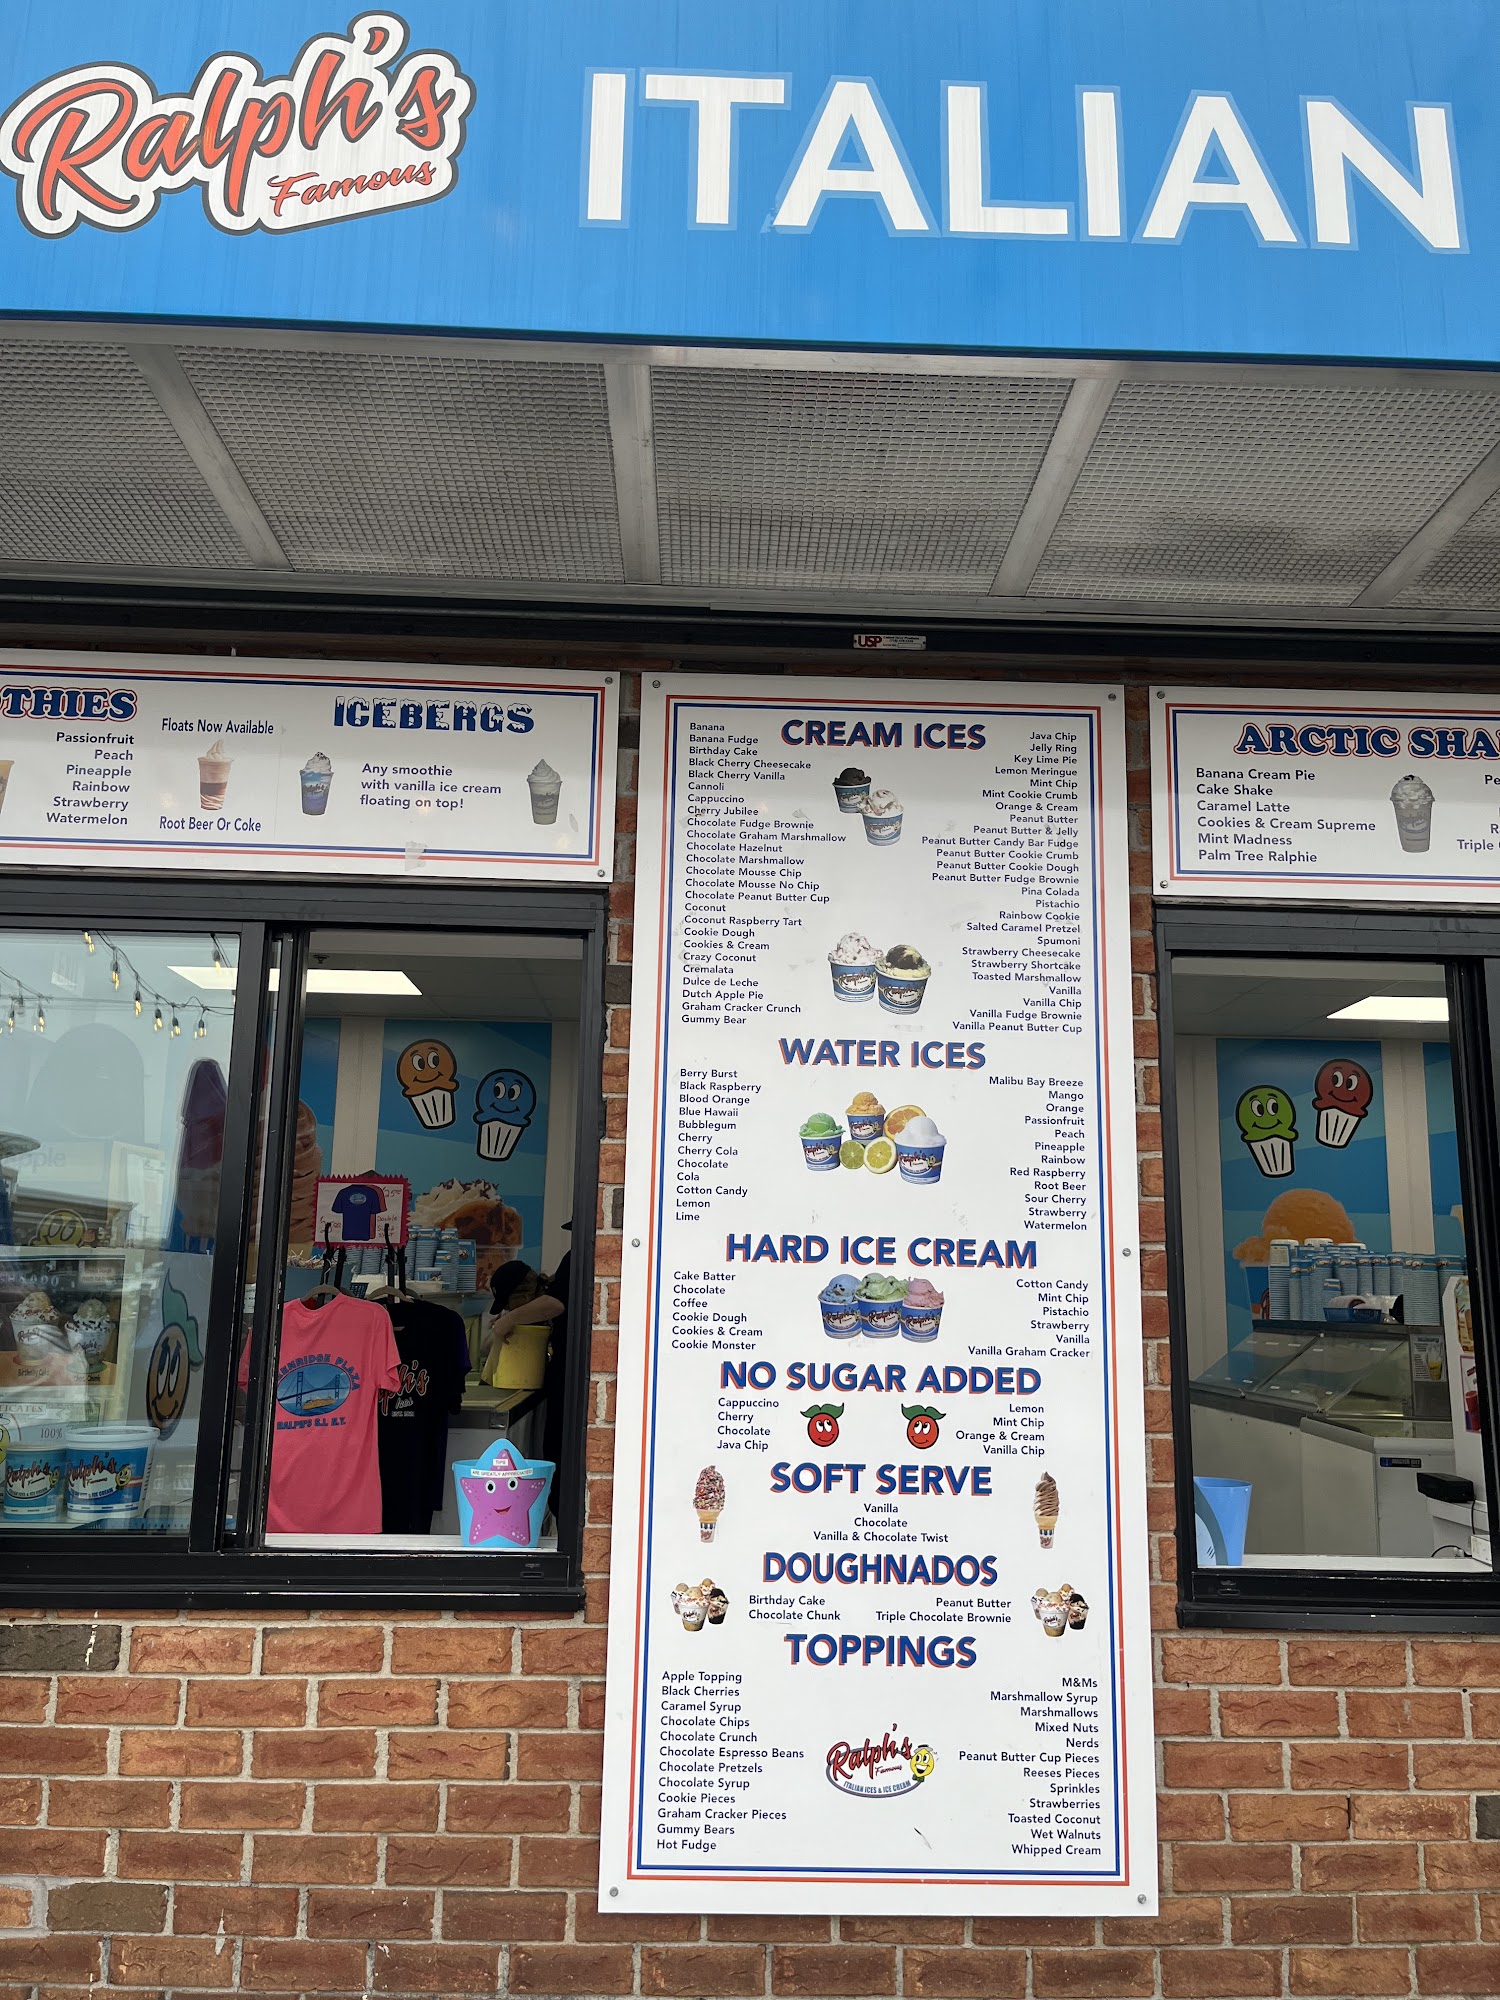 Ralph's
Famous
ITALIAN
USP
THIES
Passionfruit
Peach
Pineapple
Rainbow
Strawberry
Watermelon
Floats Now Available
Root Beer Or Coke
ICEBERGS
Any smoothie
with vanilla ice cream
floating on top!
CREAM ICES
Banana
Banana Fudge
Birthday Cake
Black Cherry Cheesecake
Black Cherry Vanilla
Cannoli
Cappuccino
Cherry Jubilee
Chocolate Fudge Brownie
Chocolate Graham Marshmallow
Chocolate Hazelnut
Chocolate Marshmallow
Chocolate Mousse Chip
Chocolate Mousse No Chip
Chocolate Peanut Butter Cup
Coconut
Coconut Raspberry Tart
Cookie Dough
Cookies & Cream
Crazy Coconut
Cremalata
Dulce de Leche
Dutch Apple Pie
Graham Cracker Crunch
Gummy Bear
Java Chip
Jelly Ring
Key Lime Pie
Lemon Meringue
Mint Chip
Mint Cookie Crumb
Orange & Cream
Peanut Butter
Peanut Butter & Jelly
Peanut Butter Candy Bar Fudge
Peanut Butter Cookie Crumb
Peanut Butter Cookie Dough
Peanut Butter Fudge Brownie
Pina Colada
Pistachio
Rainbow Cookie
Salted Caramel Pretzel
Spumoni
Strawberry Cheesecake
Strawberry Shortcake
Toasted Marshmallow
Vanilla
Vanilla Chip
Vanilla Fudge Brownie
Vanilla Peanut Butter Cup
WATER ICES
Berry Burst
Black Raspberry
Blood Orange
Blue Hawaii
Bubblegum
Cherry
Cherry Cola
Chocolate
Cola
Cotton Candy
Lemon
Lime
Malibu Bay Breeze
Mango
Orange
Passionfruit
Peach
Pineapple
Rainbow
Red Raspberry
Root Beer
Sour Cherry
Strawberry
Watermelon
HARD ICE CREAM
Cake Batter
Chocolate
Coffee
Cookie Dough
Cookies & Cream
Cookie Monster
Cotton Candy
Mint Chip
Pistachio
Strawberry
Vanilla
Vanilla Graham Cracker
NO SUGAR ADDED
Cappuccino
Cherry
Chocolate
Java Chip
Lemon
Mint Chip
Orange & Cream
Vanilla Chip
SOFT SERVE
Vanilla
Chocolate
Vanilla & Chocolate Twist
DOUGHNADOS
Birthday Cake
Chocolate Chunk
Peanut Butter
Triple Chocolate Brownie
TOPPINGS
Apple Topping
Black Cherries
Caramel Syrup
Chocolate Chips
Chocolate Crunch
Chocolate Espresso Beans
Chocolate Pretzels
Chocolate Syrup
Cookie Pieces
Graham Cracker Pieces
Gummy Bears
Hot Fudge
M&Ms
Marshmallow Syrup
Marshmallows
Mixed Nuts
Nerds
Peanut Butter Cup Pieces
Reeses Pieces
Sprinkles
Strawberries
Toasted Coconut
Wet Walnuts
Whipped Cream
Ralph's
Famous
ITALIAN ICES & ICE CREAM
ARCTIC SHA
Banana Cream Pie
Cake Shake
Caramel Latte
Cookies & Cream Supreme
Mint Madness
Palm Tree Ralphie
Pe
R
Triple
PLAZA
RALPH'S S.I. N.Y.
TIPS
ARE GREATLY APPRECIATED
100%
Ralph's
Ralph's